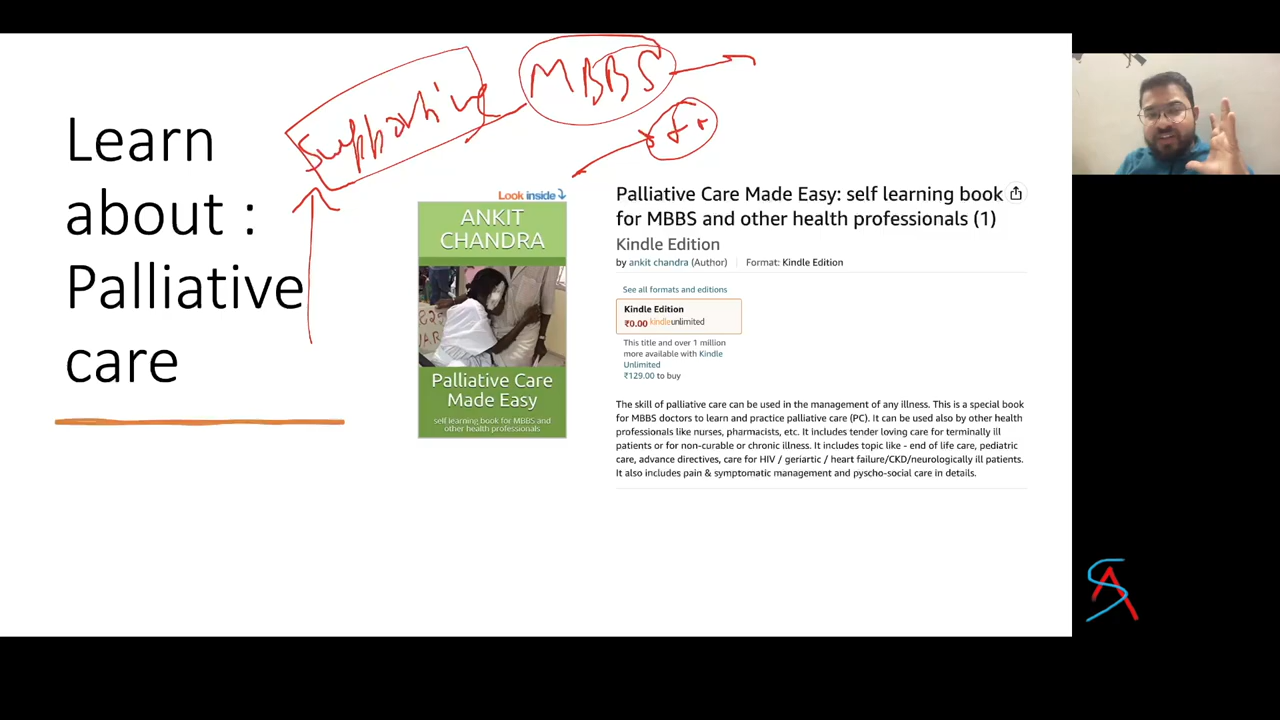 Supportive
MBBS
Learn
about :
Palliative
care
Look inside
ANKIT
CHANDRA
Palliative Care
Made Easy
self learning book for MBBS and
other health professionals
Palliative Care Made Easy: self learning book
for MBBS and other health professionals (1)
Kindle Edition
by ankit chandra (Author) Format: Kindle Edition
See all formats and editions
Kindle Edition
₹0.00 kindleunlimited
This title and over 1 million
more available with Kindle
Unlimited
₹129.00 to buy
The skill of palliative care can be used in the management of any illness. This is a special book
for MBBS doctors to learn and practice palliative care (PC). It can be used also by other health
professionals like nurses, pharmacists, etc. It includes tender loving care for terminally ill
patients or for non-curable or chronic illness. It includes topic like - end of life care, pediatric
care, advance directives, care for HIV / geriartic / heart failure/CKD/neurologically ill patients.
It also includes pain & symptomatic management and pyscho-social care in details.